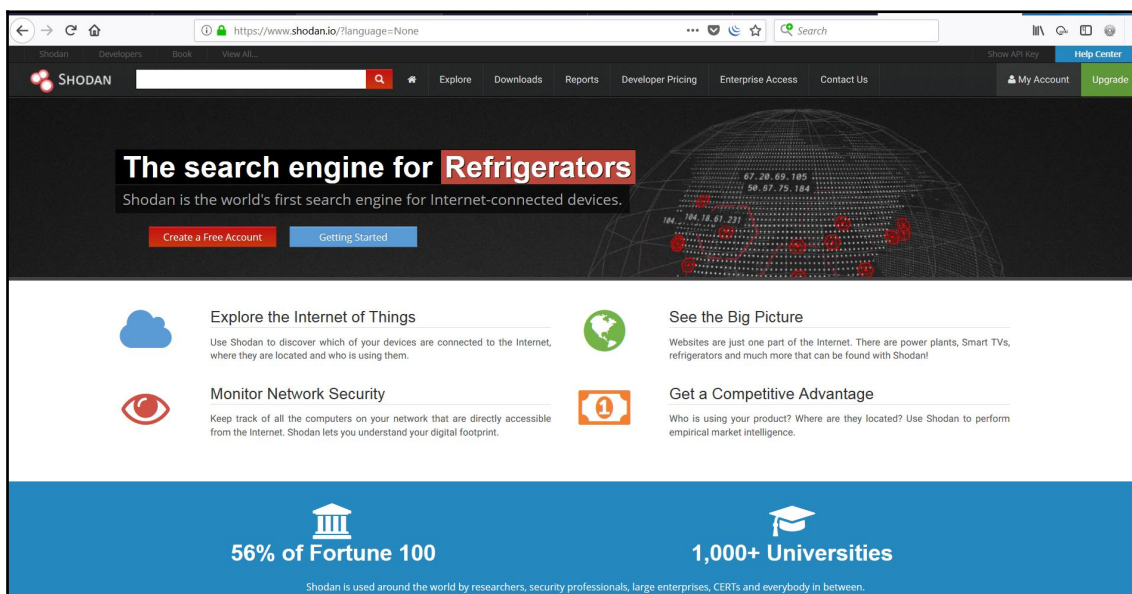 https://www.shodan.io/?language=None
Search
Shodan Developers Book View All...
Show API Key Help Center
SHODAN
Explore Downloads Reports Developer Pricing Enterprise Access Contact Us
My Account Upgrade
The search engine for Refrigerators
Shodan is the world's first search engine for Internet-connected devices.
Create a Free Account Getting Started
67.20.69.105
50.67.75.184
104. 104.18.61.231
Explore the Internet of Things
Use Shodan to discover which of your devices are connected to the Internet,
where they are located and who is using them.
See the Big Picture
Websites are just one part of the Internet. There are power plants, Smart TVs,
refrigerators and much more that can be found with Shodan!
Monitor Network Security
Keep track of all the computers on your network that are directly accessible
from the Internet. Shodan lets you understand your digital footprint.
1
Get a Competitive Advantage
Who is using your product? Where are they located? Use Shodan to perform
empirical market intelligence.
56% of Fortune 100
1,000+ Universities
Shodan is used around the world by researchers, security professionals, large enterprises, CERTs and everybody in between.